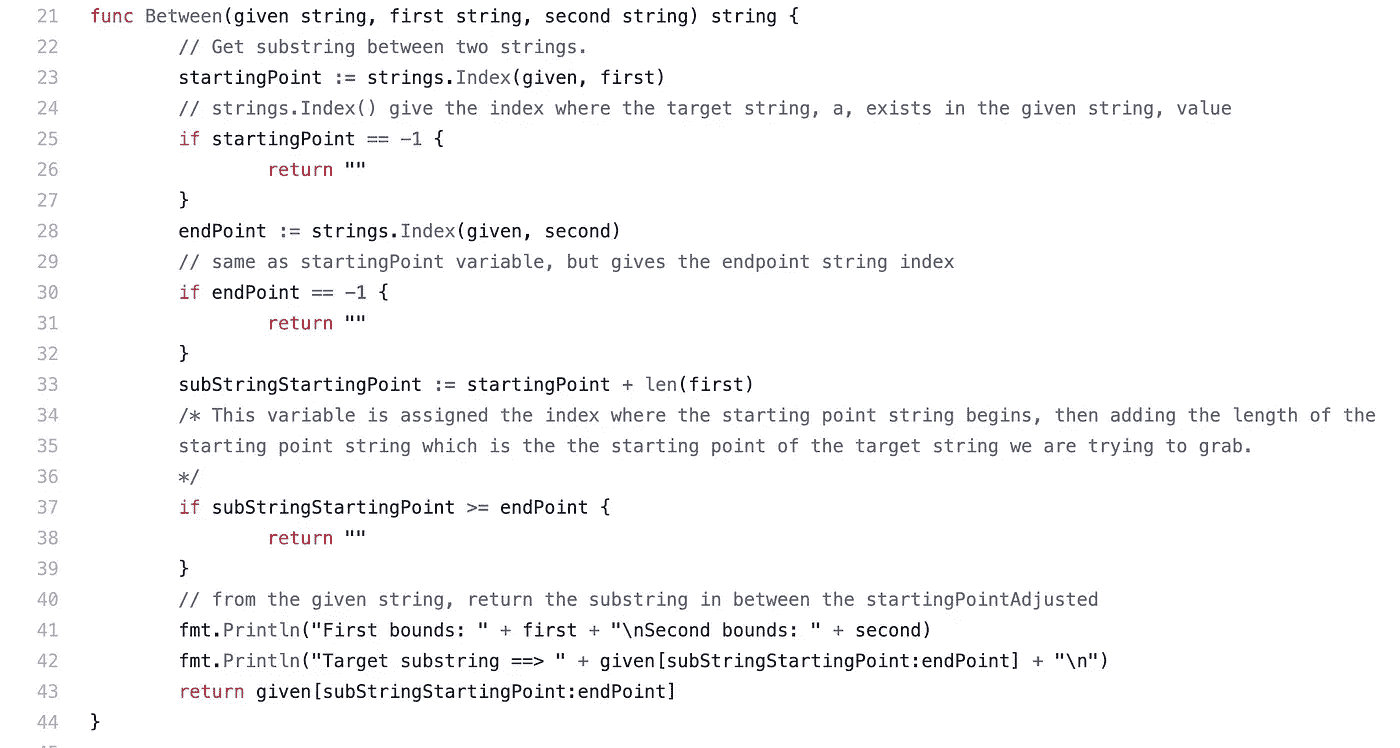 21 func Between(given string, first string, second string) string {
22 // Get substring between two strings.
23 startingPoint := strings.Index(given, first)
24 // strings.Index() give the index where the target string, a, exists in the given string, value
25 if startingPoint == -1 {
26 return ""
27 }
28 endPoint := strings.Index(given, second)
29 // same as startingPoint variable, but gives the endpoint string index
30 if endPoint == -1 {
31 return ""
32 }
33 subStringStartingPoint := startingPoint + len(first)
34 /* This variable is assigned the index where the starting point string begins, then adding the length of the
35 starting point string which is the the starting point of the target string we are trying to grab.
36 */
37 if subStringStartingPoint >= endPoint {
38 return ""
39 }
40 // from the given string, return the substring in between the startingPointAdjusted
41 fmt.Println("First bounds: " + first + "\nSecond bounds: " + second)
42 fmt.Println("Target substring ==> " + given[subStringStartingPoint:endPoint] + "\n")
43 return given[subStringStartingPoint:endPoint]
44 }